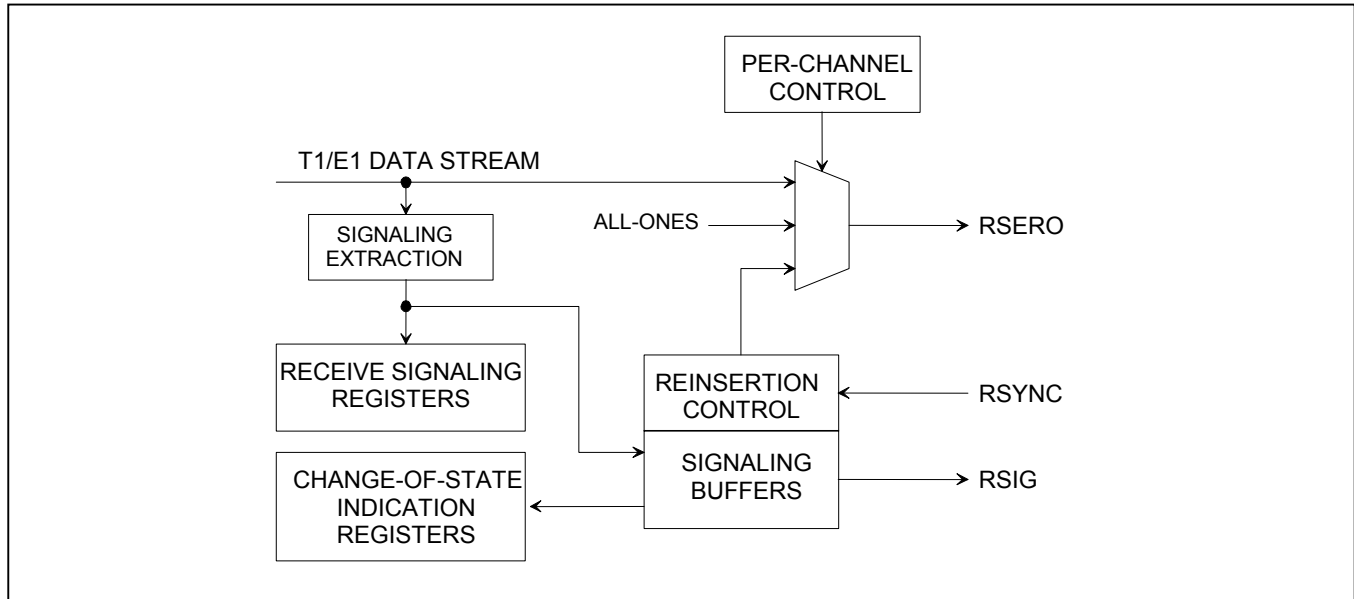 PER-CHANNEL
CONTROL
T1/E1 DATA STREAM
ALL-ONES
RSERO
SIGNALING
EXTRACTION
RECEIVE SIGNALING
REGISTERS
REINSERTION
CONTROL
RSYNC
CHANGE-OF-STATE
INDICATION
REGISTERS
SIGNALING
BUFFERS
RSIG